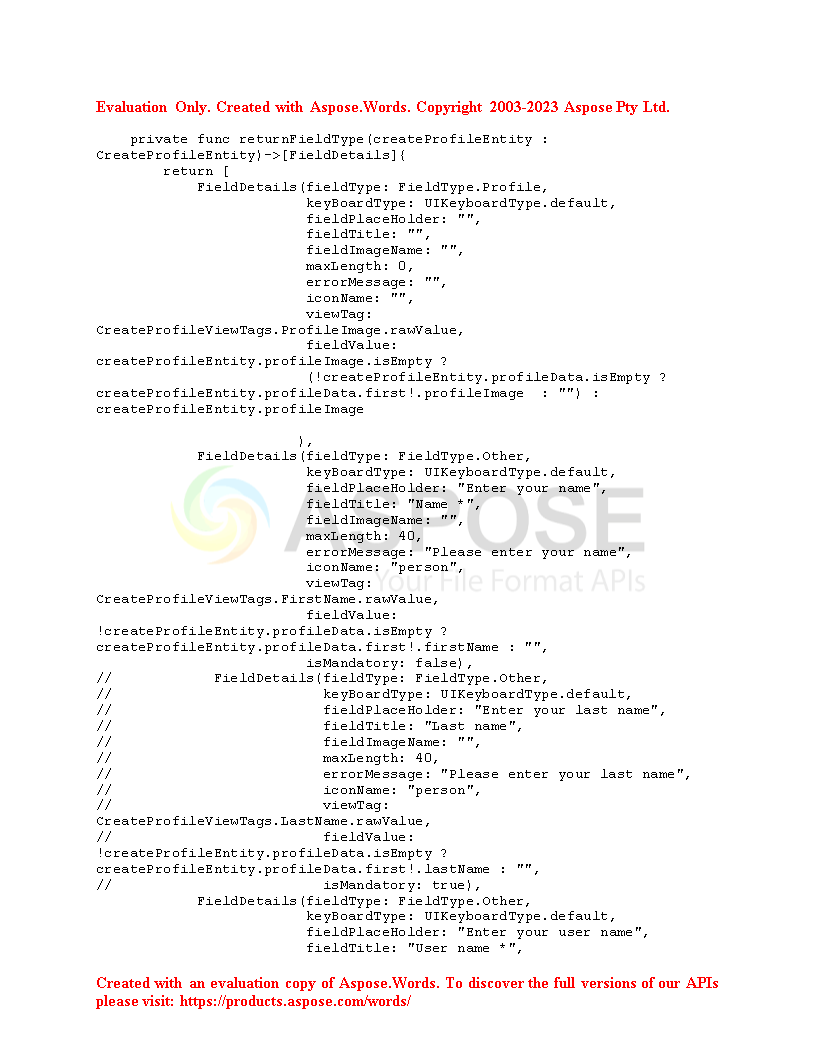 Evaluation Only. Created with Aspose.Words. Copyright 2003-2023 Aspose Pty Ltd.
    private func returnFieldType(createProfileEntity :
CreateProfileEntity)->[FieldDetails]{
        return [
            FieldDetails(fieldType: FieldType.Profile,
                         keyBoardType: UIKeyboardType.default,
                         fieldPlaceHolder: "",
                         fieldTitle: "",
                         fieldImageName: "",
                         maxLength: 0,
                         errorMessage: "",
                         iconName: "",
                         viewTag:
CreateProfileViewTags.ProfileImage.rawValue,
                         fieldValue:
createProfileEntity.profileImage.isEmpty ?
                         (!createProfileEntity.profileData.isEmpty ?
createProfileEntity.profileData.first!.profileImage  : "") :
createProfileEntity.profileImage
                        ),
            FieldDetails(fieldType: FieldType.Other,
                         keyBoardType: UIKeyboardType.default,
                         fieldPlaceHolder: "Enter your name",
                         fieldTitle: "Name *",
                         fieldImageName: "",
                         maxLength: 40,
                         errorMessage: "Please enter your name",
                         iconName: "person",
                         viewTag:
CreateProfileViewTags.FirstName.rawValue,
                         fieldValue:
!createProfileEntity.profileData.isEmpty ?
createProfileEntity.profileData.first!.firstName : "",
                         isMandatory: false),
//            FieldDetails(fieldType: FieldType.Other,
//                         keyBoardType: UIKeyboardType.default,
//                         fieldPlaceHolder: "Enter your last name",
//                         fieldTitle: "Last name",
//                         fieldImageName: "",
//                         maxLength: 40,
//                         errorMessage: "Please enter your last name",
//                         iconName: "person",
//                         viewTag:
CreateProfileViewTags.LastName.rawValue,
//                         fieldValue:
!createProfileEntity.profileData.isEmpty ?
createProfileEntity.profileData.first!.lastName : "",
//                         isMandatory: true),
            FieldDetails(fieldType: FieldType.Other,
                         keyBoardType: UIKeyboardType.default,
                         fieldPlaceHolder: "Enter your user name",
                         fieldTitle: "User name *",
ASPOSE
Your File Format APIs
Created with an evaluation copy of Aspose.Words. To discover the full versions of our APIs
please visit: https://products.aspose.com/words/